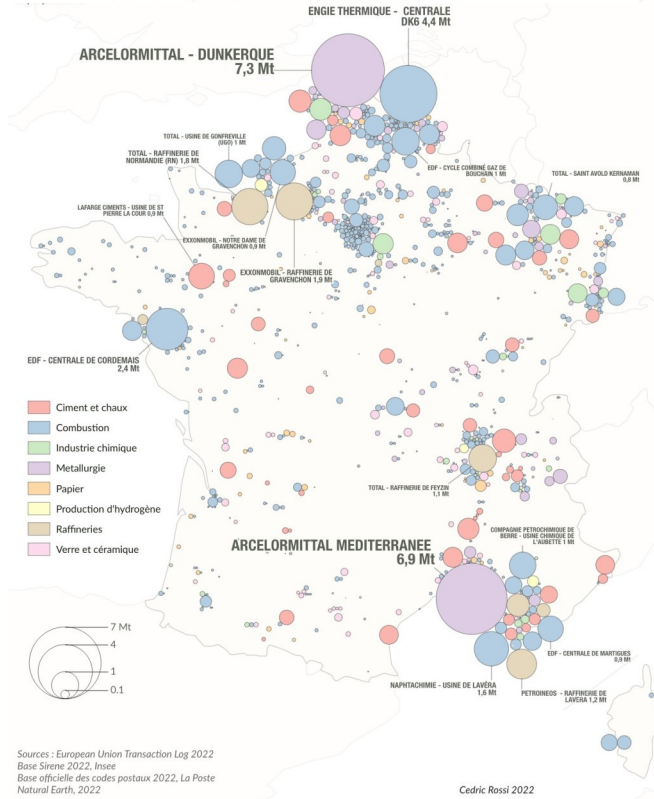 ENGIE THERMIQUE - CENTRALE
DK6 4,4 Mt
ARCELORMITTAL - DUNKERQUE
7,3 Mt
TOTAL - USINE DE GONFREVILLE
(UGO) 1 Mt
TOTAL - RAFFINERIE DE
NORMANDIE (RN) 1,8 Mt
EDF - CYCLE COMBINÉ GAZ DE
BOUCHAIN 1 Mt
TOTAL - SAINT AVOLD KERNAMAN
0,8 Mt
LAFARGE CIMENTS - USINE DE ST
PIERRE LA COUR 0,9 Mt
EXXONMOBIL - NOTRE DAME DE
GRAVENCHON 0,9 Mt
EXXONMOBIL - RAFFINERIE DE
GRAVENCHON 1,9 Mt
EDF - CENTRALE DE CORDEMAIS
2,4 Mt
Ciment et chaux
Combustion
Industrie chimique
Metallurgie
Papier
Production d'hydrogène
Raffineries
Verre et céramique
TOTAL - RAFFINERIE DE FEYZIN
1,1 Mt
COMPAGNIE PETROCHIMIQUE DE
BERRE - USINE CHIMIQUE DE
L'AUBETTE 1 Mt
ARCELORMITTAL MEDITERRANEE
6,9 Mt
7 Mt
4
1
0.1
EDF - CENTRALE DE MARTIGUES
0,9 Mt
NAPHTACHIMIE - USINE DE LAVÉRA
1,6 Mt
PETROINEOS - RAFFINERIE DE
LAVÉRA 1,2 Mt
Sources : European Union Transaction Log 2022
Base Sirene 2022, Insee
Base officielle des codes postaux 2022, La Poste
Natural Earth, 2022
Cedric Rossi 2022